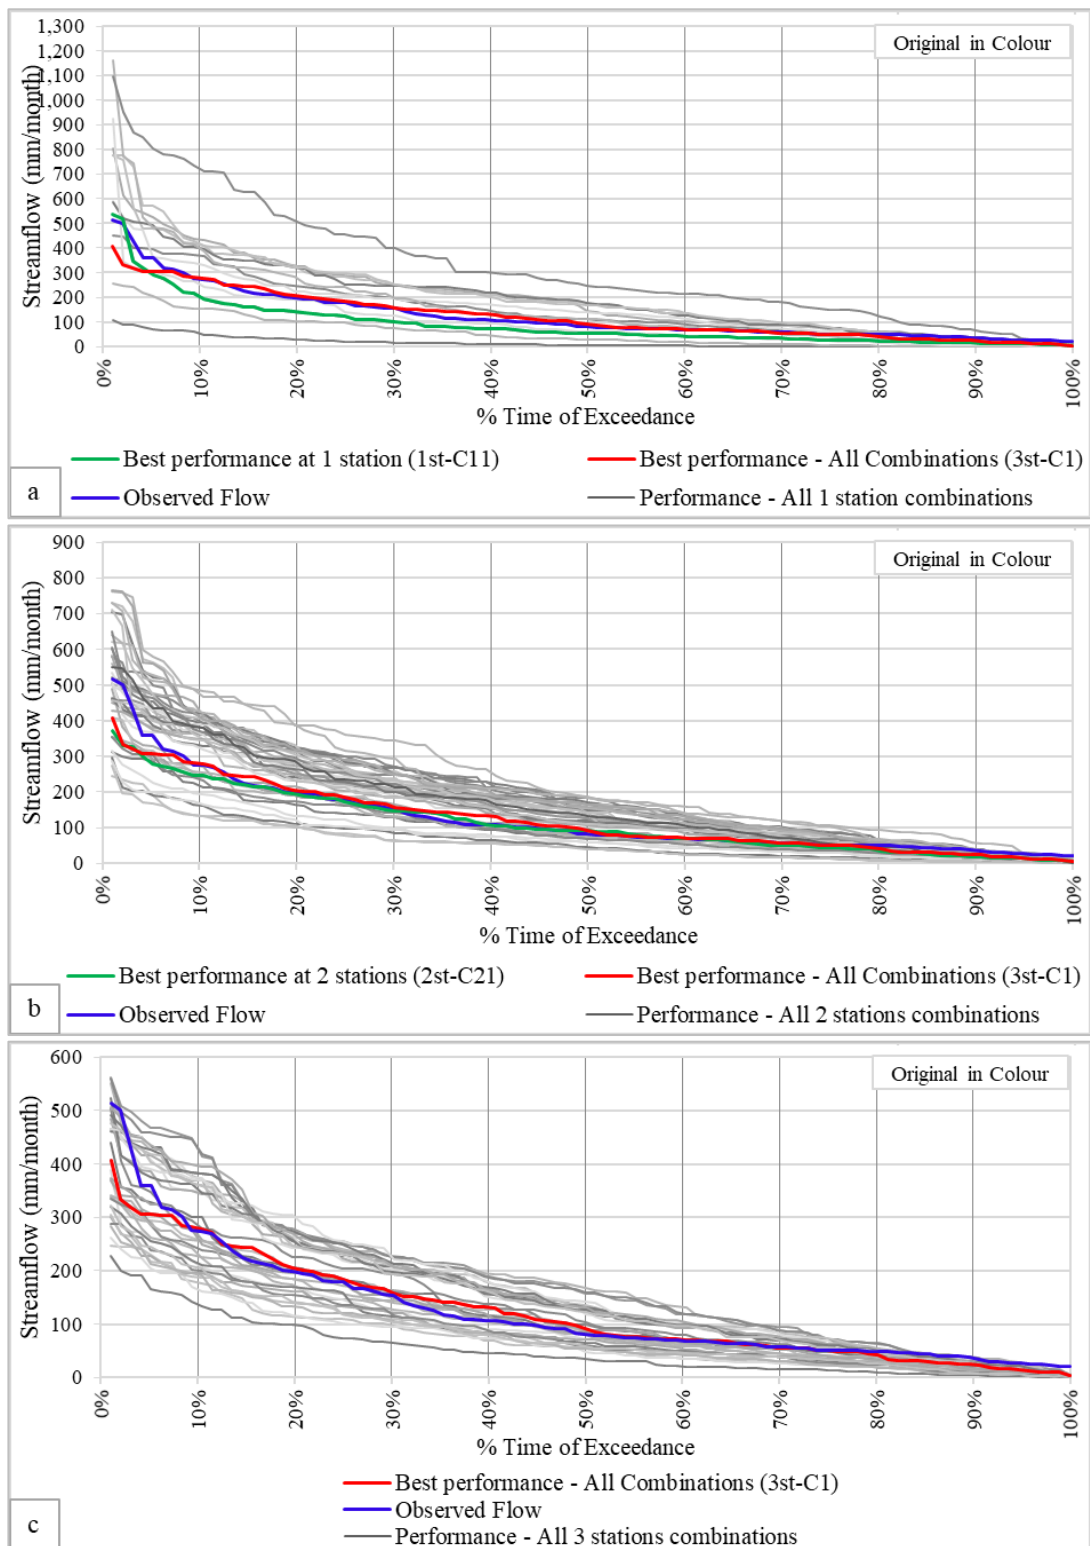 Original in Colour
Streamflow (mm/month)
1,300
1,200
1,100
1,000
900
800
700
600
500
400
300
200
100
0
0% 10% 20% 30% 40% 50% 60% 70% 80% 90% 100%
% Time of Exceedance
Best performance at 1 station (1st-C11) Best performance - All Combinations (3st-C1)
a
Observed Flow Performance - All 1 station combinations
Original in Colour
Streamflow (mm/month)
900
800
700
600
500
400
300
200
100
0
0% 10% 20% 30% 40% 50% 60% 70% 80% 90% 100%
% Time of Exceedance
Best performance at 2 stations (2st-C21) Best performance - All Combinations (3st-C1)
b
Observed Flow Performance - All 2 stations combinations
Original in Colour
Streamflow (mm/month)
600
500
400
300
200
100
0
0% 10% 20% 30% 40% 50% 60% 70% 80% 90% 100%
% Time of Exceedance
Best performance - All Combinations (3st-C1)
Observed Flow
c
Performance - All 3 stations combinations